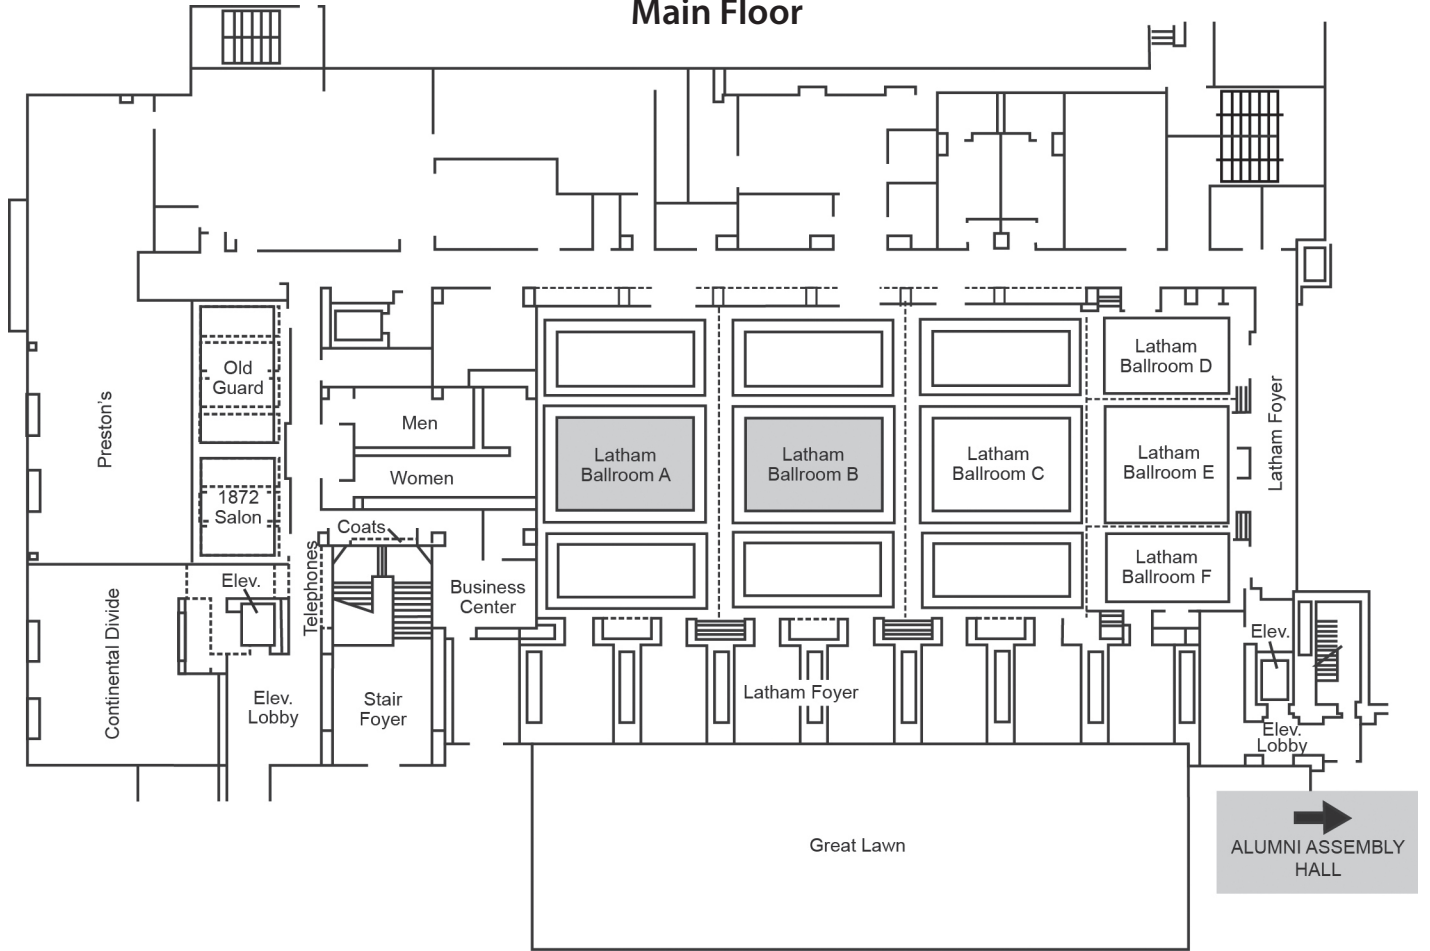 Main Floor
Old
Guard
Preston's
Men
Women
1872
Salon
Coats
Telephones
Elev.
Continental Divide
Elev.
Lobby
Stair
Foyer
Business
Center
Latham
Ballroom A
Latham
Ballroom B
Latham
Ballroom C
Latham
Ballroom D
Latham
Ballroom E
Latham
Ballroom F
Latham Foyer
Latham Foyer
Elev.
Elev.
Lobby
Great Lawn
ALUMNI ASSEMBLY
HALL